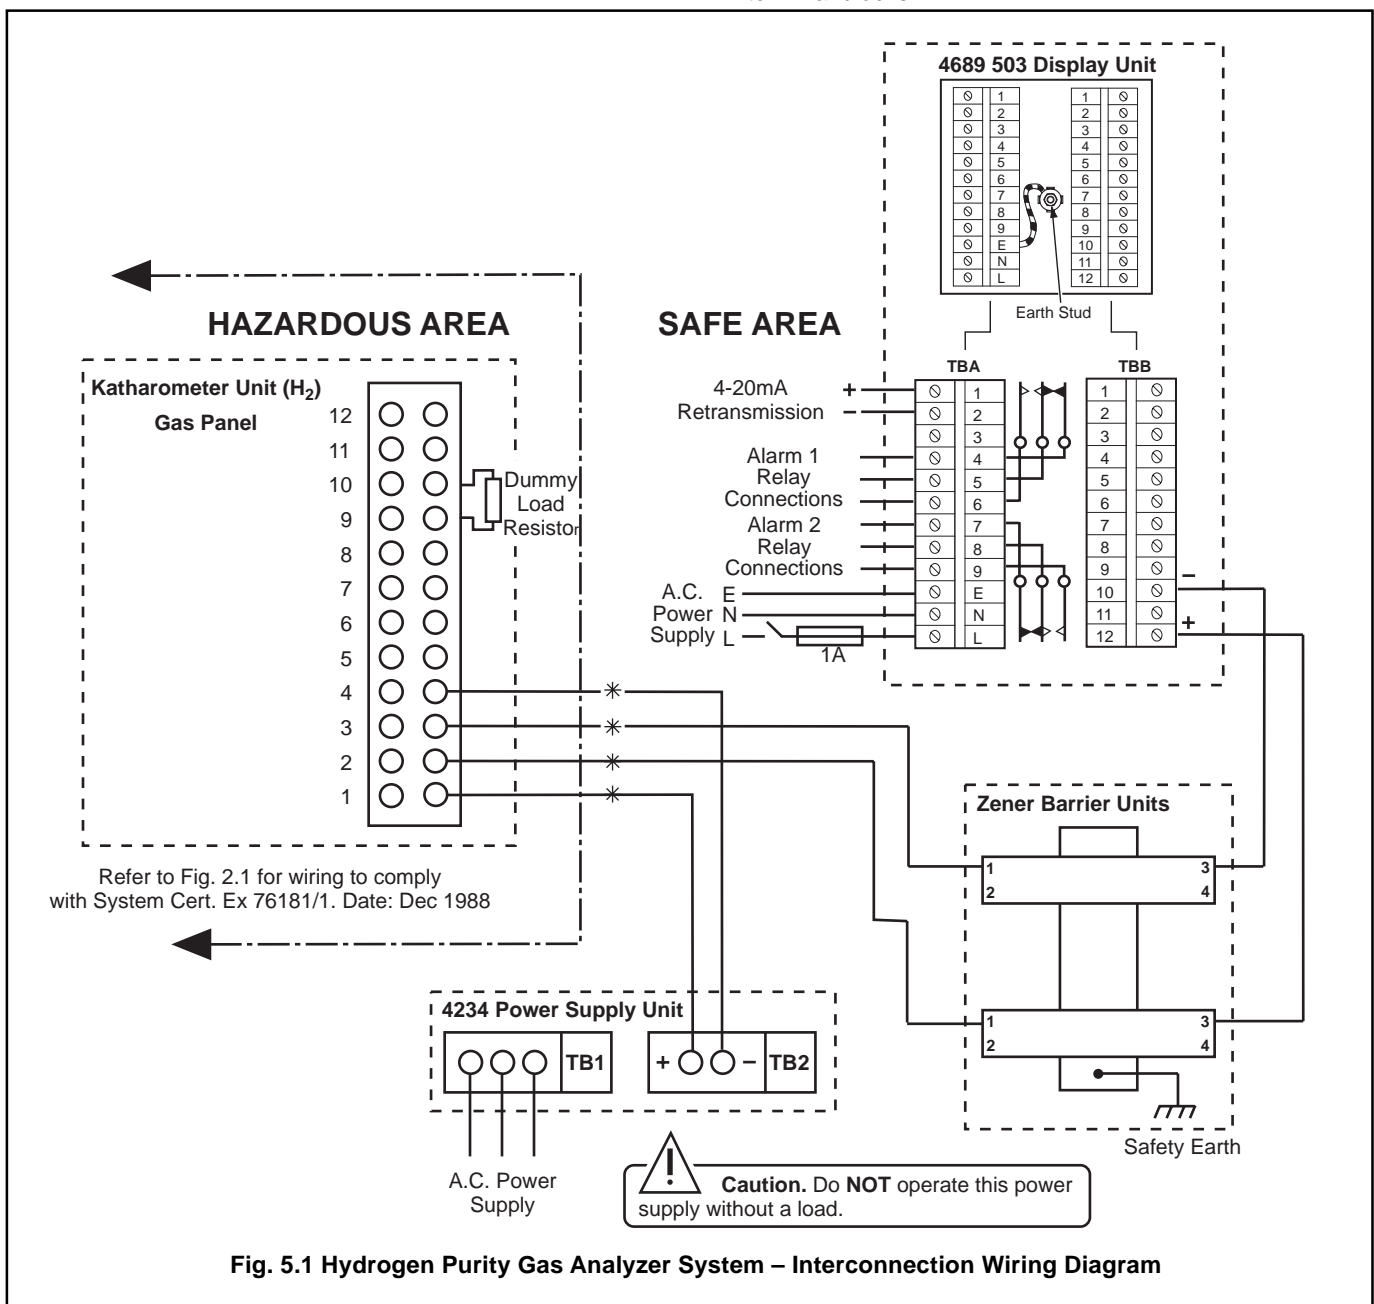 4689 503 Display Unit
1 1
2 2
3 3
4 4
5 5
6 6
7 7
8 8
9 9
E 10
N 11
L 12
Earth Stud
HAZARDOUS AREA
SAFE AREA
TBA
TBB
Katharometer Unit (H2)
Gas Panel
12
11
10
9
8
7
6
5
4
3
2
1
Dummy
Load
Resistor
4-20mA +
Retransmission –
Alarm 1
Relay
Connections
Alarm 2
Relay
Connections
A.C. E
Power N
Supply L
1A
1
2
3
4
5
6
7
8
9
E
N
L
1
2
3
4
5
6
7
8
9
10
11
12
–
+
Refer to Fig. 2.1 for wiring to comply
with System Cert. Ex 76181/1. Date: Dec 1988
Zener Barrier Units
1 3
2 4
1 3
2 4
Safety Earth
4234 Power Supply Unit
TB1
+ – TB2
A.C. Power
Supply
! Caution. Do NOT operate this power
supply without a load.
Fig. 5.1 Hydrogen Purity Gas Analyzer System – Interconnection Wiring Diagram